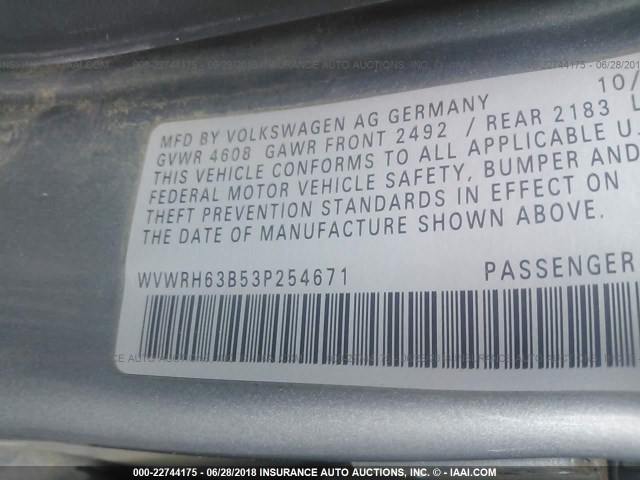 10/
MFD BY VOLKSWAGEN AG GERMANY
GVWR 4608 GAWR FRONT 2492 / REAR 2183 L
THIS VEHICLE CONFORMS TO ALL APPLICABLE U.
FEDERAL MOTOR VEHICLE SAFETY, BUMPER AND
THEFT PREVENTION STANDARDS IN EFFECT ON
THE DATE OF MANUFACTURE SHOWN ABOVE.
WVWRH63B53P254671 PASSENGER
000-22744175 - 06/28/2018 INSURANCE AUTO AUCTIONS, INC. - © - IAAI.COM